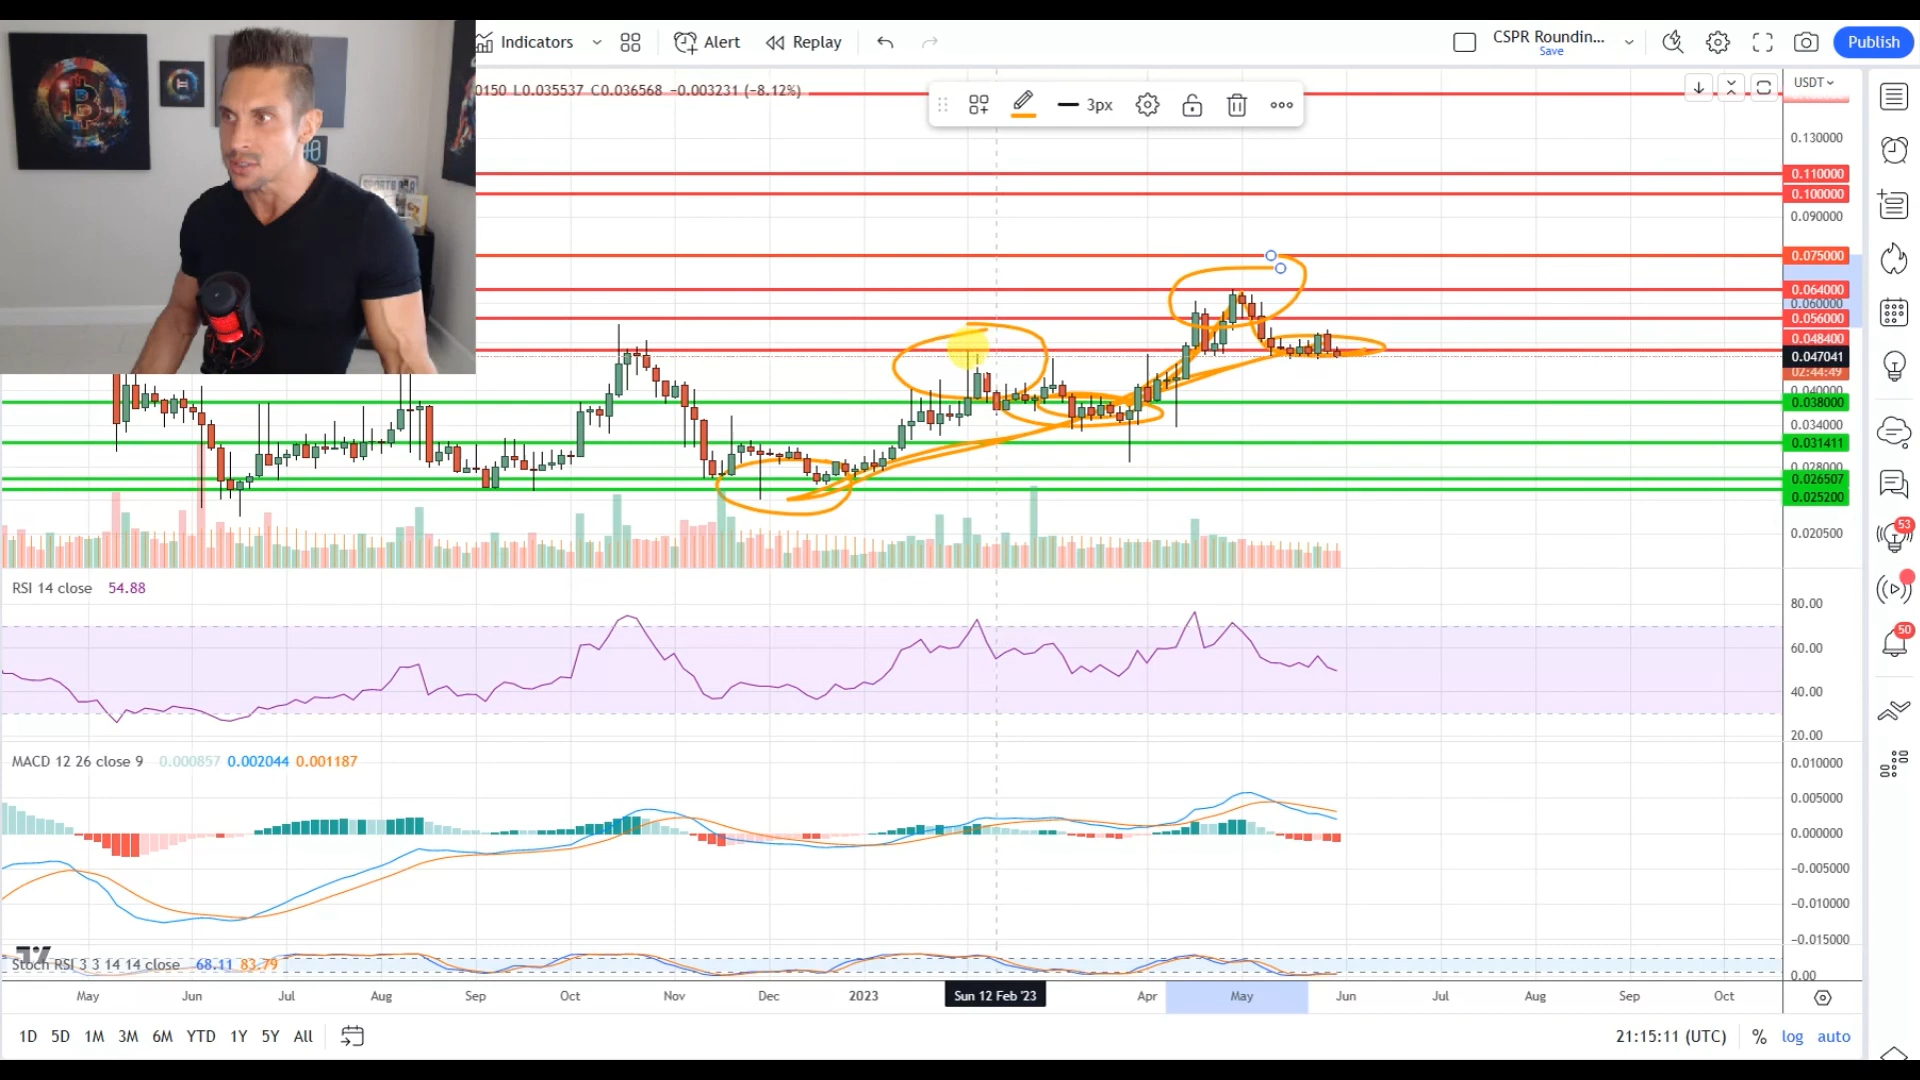 Indicators
Alert
Replay
CSPR Roundin...
Save
Publish
0150 L0.035537 C0.036568 −0.003231 (−8.12%)
3px
USDT
0.130000
0.110000
0.100000
0.090000
0.075000
0.064000
0.060000
0.056000
0.048400
0.047041
02:44:49
0.040000
0.038000
0.034000
0.031411
0.028000
0.026507
0.025200
0.020500
RSI 14 close 54.88
80.00
60.00
40.00
20.00
MACD 12 26 close 9 0.000857 0.002044 0.001187
0.010000
0.005000
0.000000
−0.005000
−0.010000
−0.015000
Stoch RSI 3 3 14 14 close 68.11 83.79
0.00
May Jun Jul Aug Sep Oct Nov Dec 2023 Sun 12 Feb '23 Apr May Jun Jul Aug Sep Oct
1D 5D 1M 3M 6M YTD 1Y 5Y All
21:15:11 (UTC) % log auto
53
50